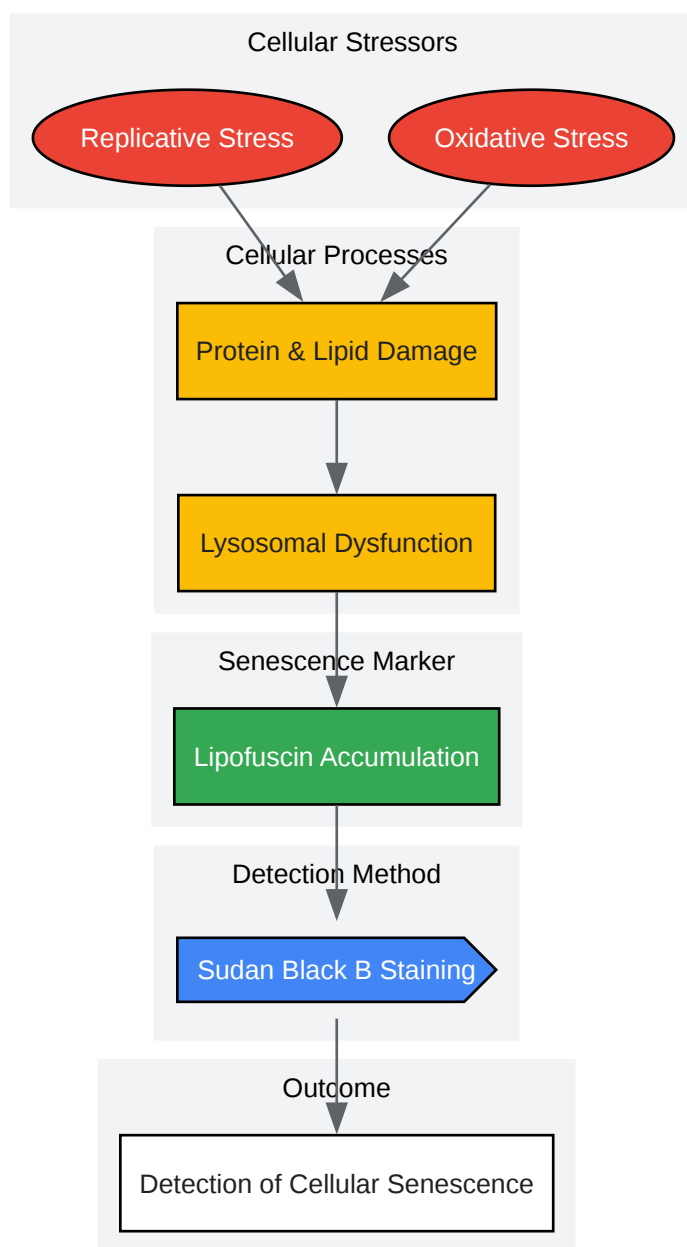 Cellular Stressors
Replicative Stress
Oxidative Stress
Cellular Processes
Protein & Lipid Damage
Lysosomal Dysfunction
Senescence Marker
Lipofuscin Accumulation
Detection Method
Sudan Black B Staining
Outcome
Detection of Cellular Senescence